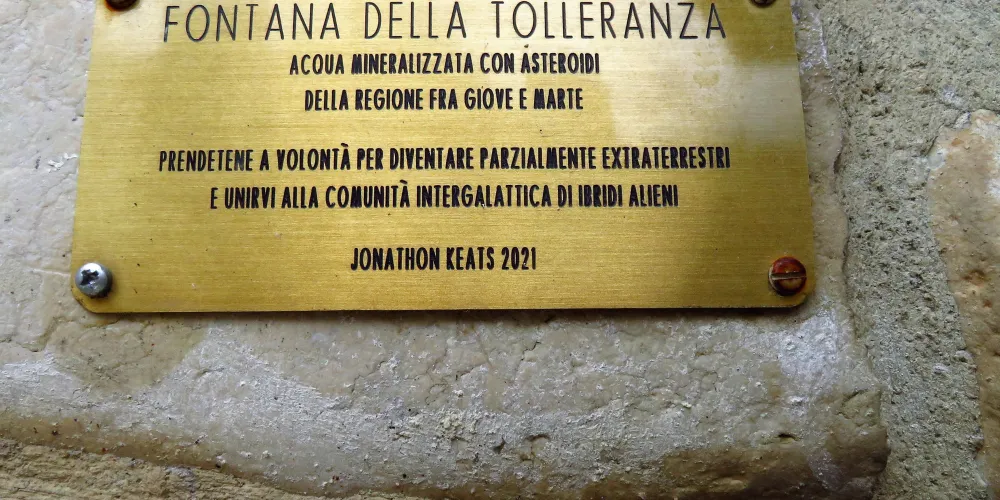 FONTANA DELLA TOLLERANZA
ACQUA MINERALIZZATA CON ASTEROIDI
DELLA REGIONE FRA GIOVE E MARTE
PRENDETENE A VOLONTÀ PER DIVENTARE PARZIALMENTE EXTRATERRESTRI
E UNIRVI ALLA COMUNITÀ INTERGALATTICA DI IBRIDI ALIENI
JONATHON KEATS 2021